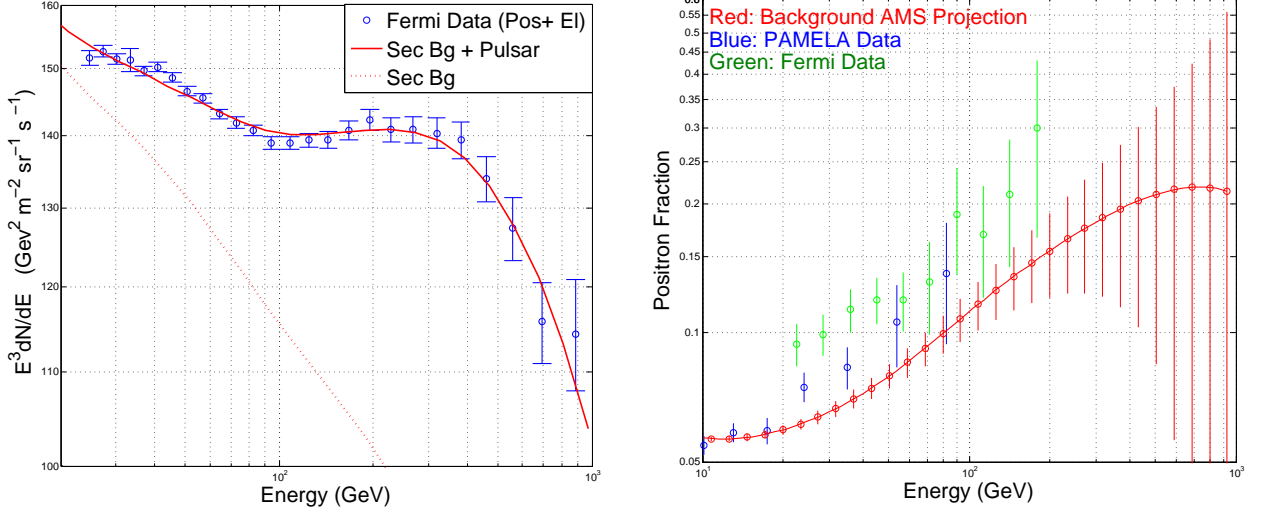 160
150
140
130
120
110
100
10²
10³
E³dN/dE (Gev² m⁻² sr⁻¹ s⁻¹)
Energy (GeV)
Fermi Data (Pos+ El)
Sec Bg + Pulsar
Sec Bg
Red: Background AMS Projection
Blue: PAMELA Data
Green: Fermi Data
0.55
0.5
0.45
0.4
0.35
0.3
0.25
0.2
0.15
0.1
0.05
10¹
10²
10³
Positron Fraction
Energy (GeV)